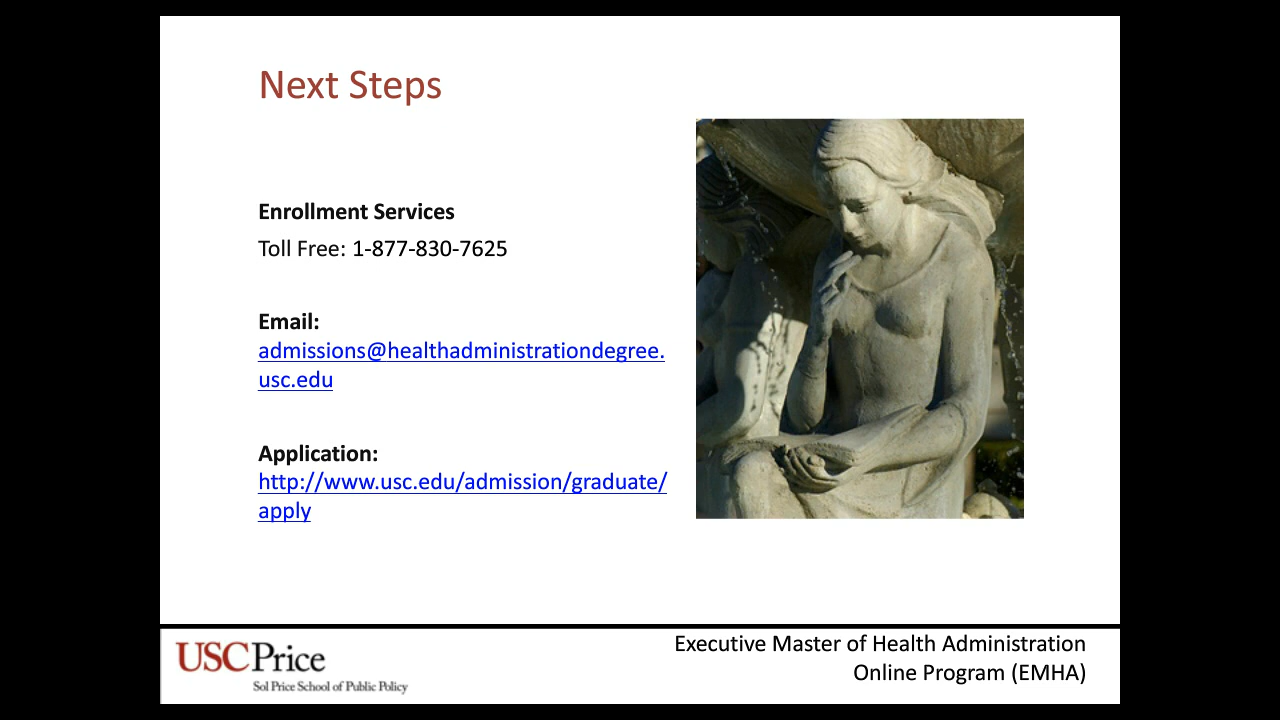 Next Steps
Enrollment Services
Toll Free: 1-877-830-7625
Email:
admissions@healthadministrationdegree.
usc.edu
Application:
http://www.usc.edu/admission/graduate/
apply
USCPrice
Sol Price School of Public Policy
Executive Master of Health Administration
Online Program (EMHA)